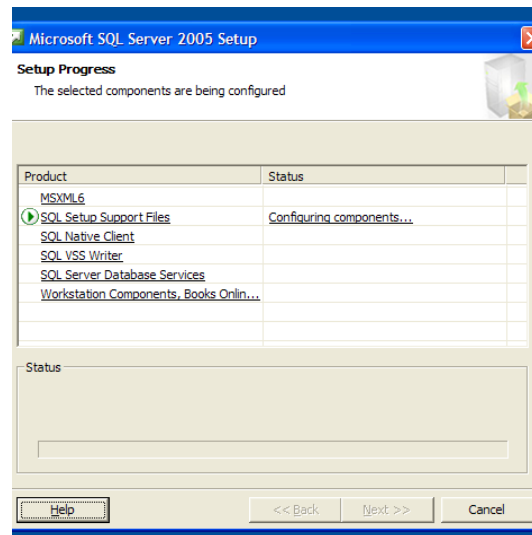 Microsoft SQL Server 2005 Setup
Setup Progress
The selected components are being configured
Product Status
MSXML6
SQL Setup Support Files Configuring components...
SQL Native Client
SQL VSS Writer
SQL Server Database Services
Workstation Components, Books Onlin...
Status
Help << Back Next >> Cancel